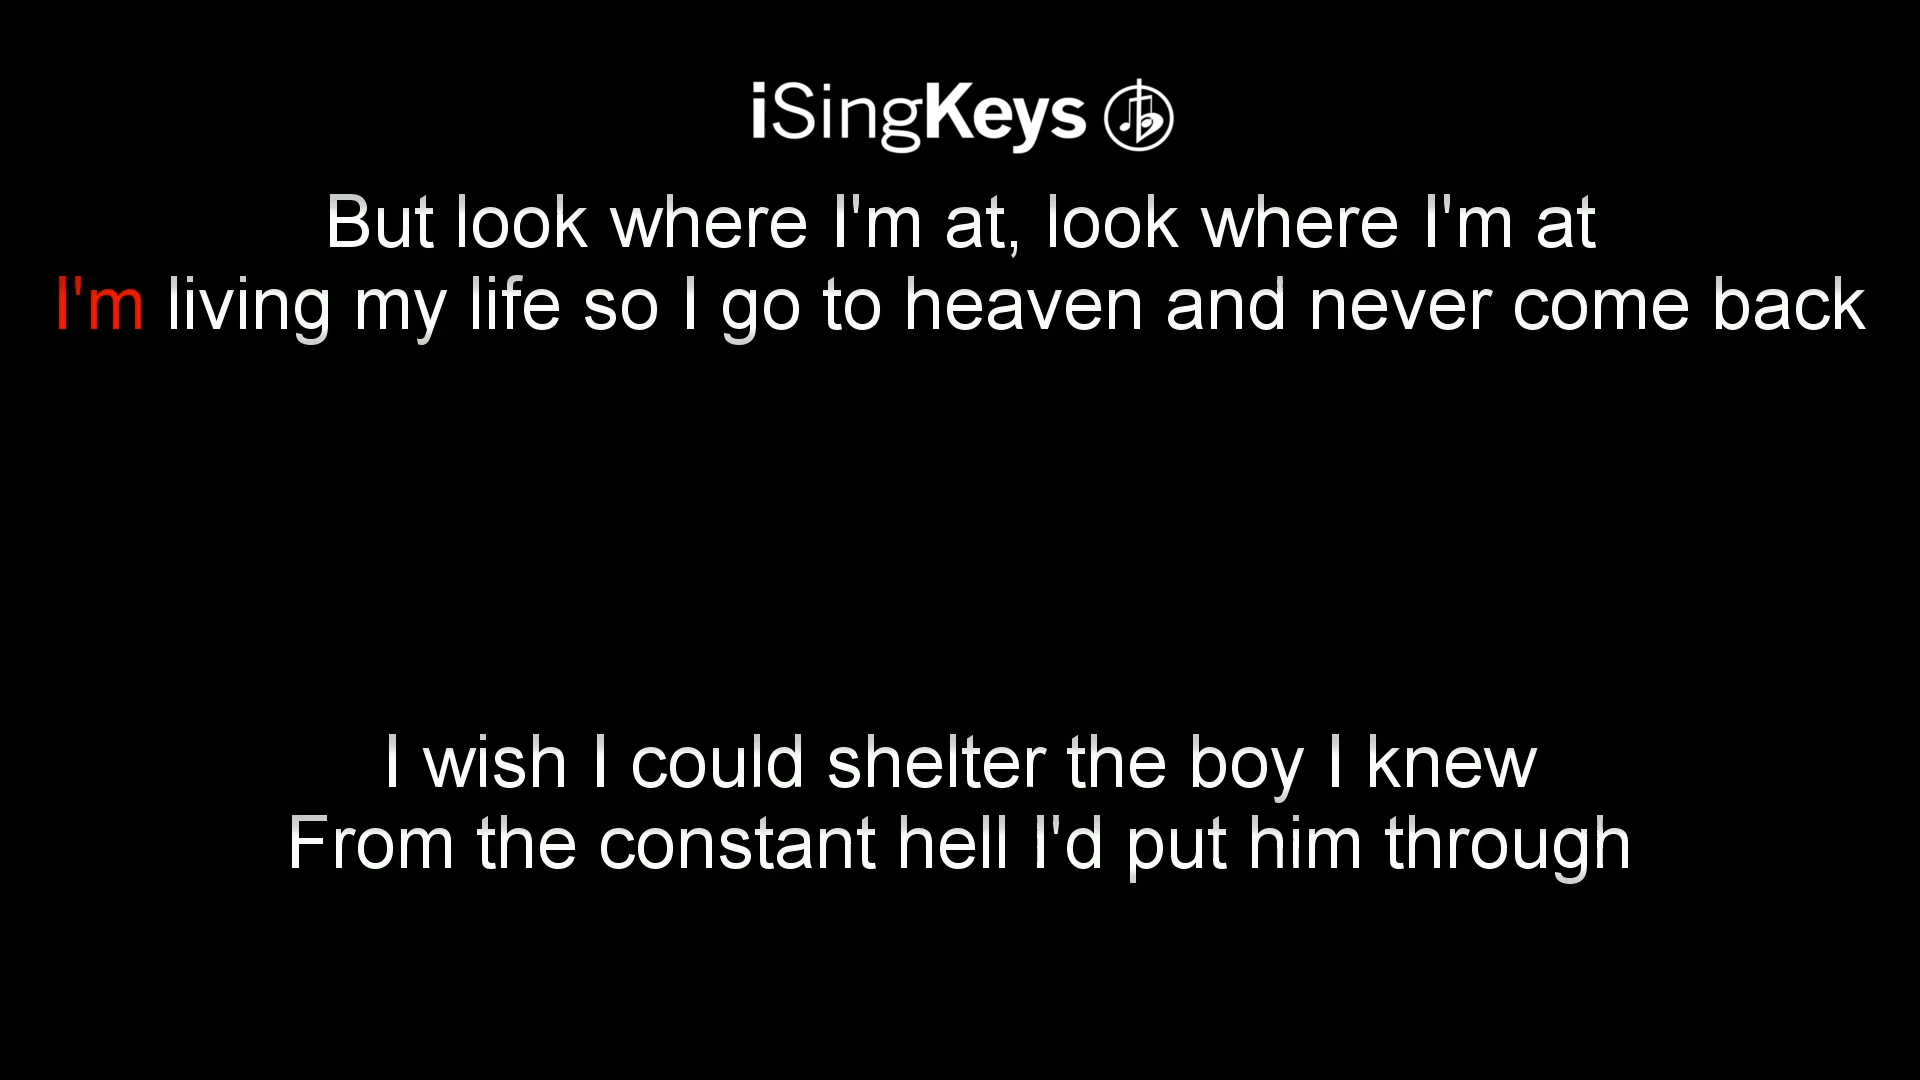 iSingKeys
But look where I'm at, look where I'm at
I'm living my life so I go to heaven and never come back
I wish I could shelter the boy I knew
From the constant hell I'd put him through